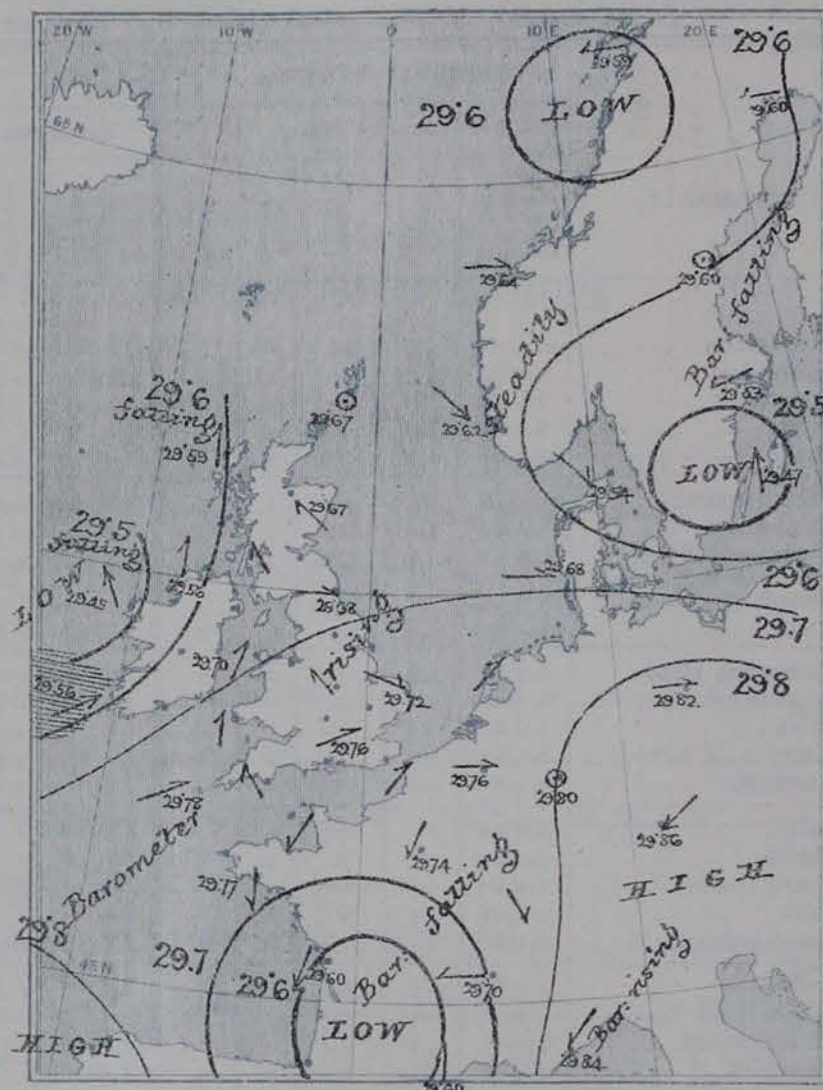 20 W
10 W
0
10 E
20 E
29.6
29.59
29.6
LOW
65 N
29.64
29.60
Bar. falling
Steadily
29.6
falling
29.59
29.67
29.62
29.63
29.5
LOW
29.47
29.54
29.67
29.5
falling
29.68
29.6
29.56
29.68
29.7
LOW
29.45
rising
29.70
29.56
29.72
29.82
29.8
29.76
29.76
29.80
29.78
29.86
Barometer
29.74
29.77
Bar. falling
HIGH
29.8
29.7
45 N
29.6
29.60
29.70
Bar. rising
LOW
HIGH
29.84